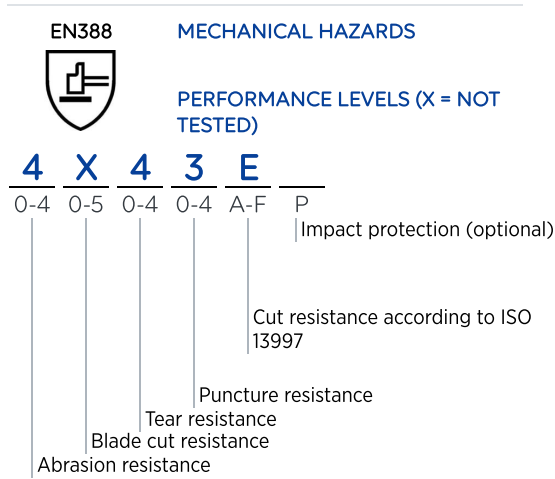 EN388
MECHANICAL HAZARDS
PERFORMANCE LEVELS (X = NOT
TESTED)
4 X 4 3 E
0-4 0-5 0-4 0-4 A-F P
Impact protection (optional)
Cut resistance according to ISO
13997
Puncture resistance
Tear resistance
Blade cut resistance
Abrasion resistance